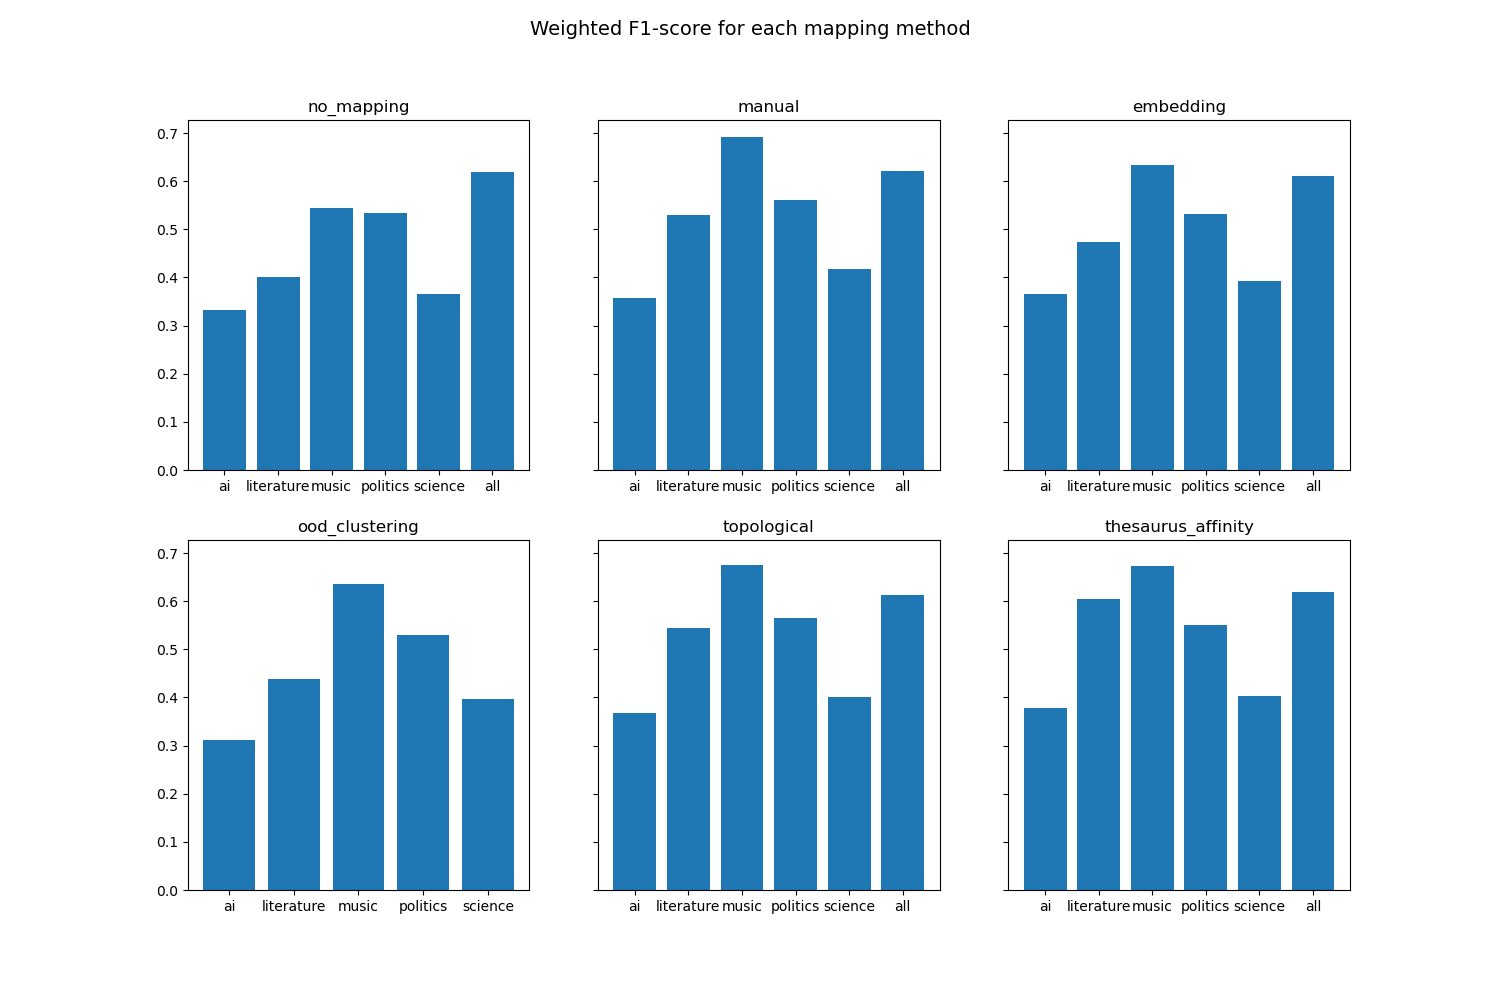 Weighted F1-score for each mapping method
no_mapping
0.7
0.6
0.5
0.4
0.3
0.2
0.1
0.0
ai literature music politics science all
manual
ai literature music politics science all
embedding
ai literature music politics science all
ood_clustering
0.7
0.6
0.5
0.4
0.3
0.2
0.1
0.0
ai literature music politics science
topological
ai literature music politics science all
thesaurus_affinity
ai literature music politics science all